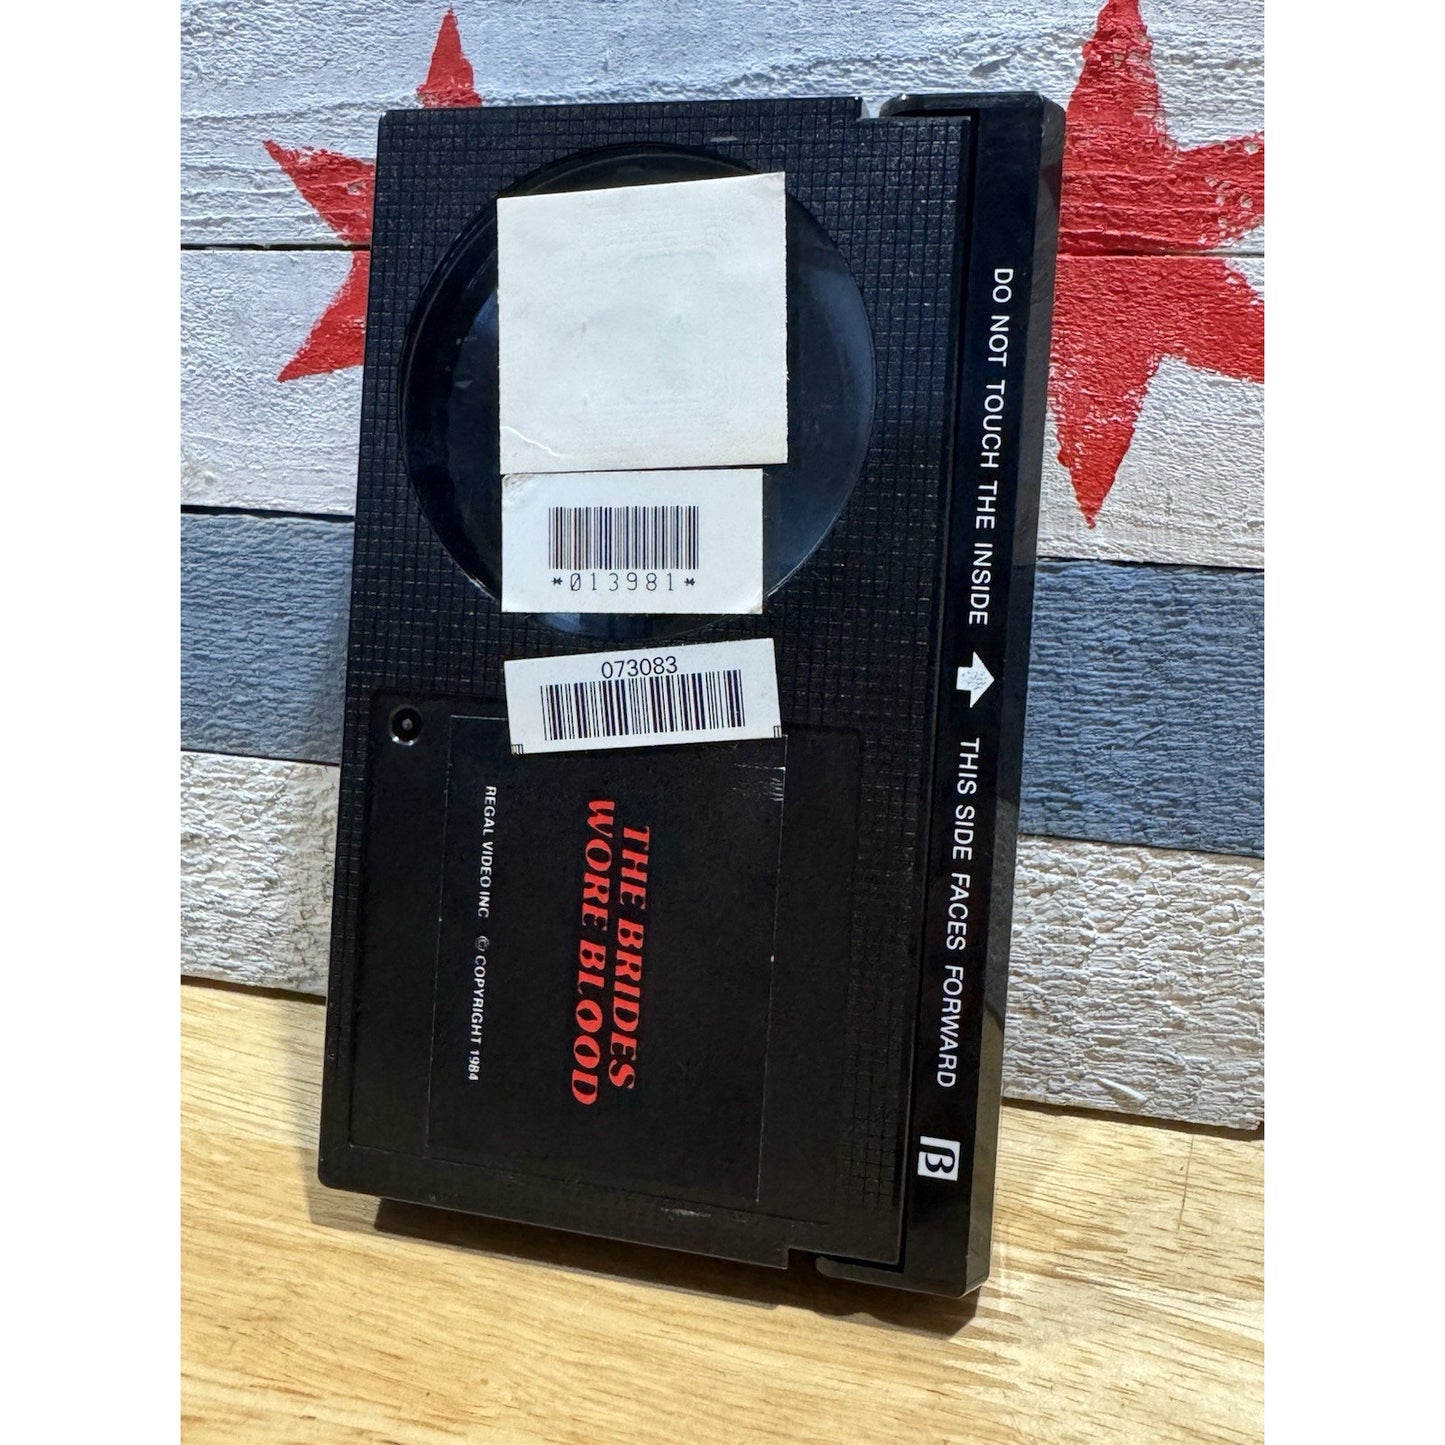 *013981*
073083
THE BRIDES
WORE BLOOD
REGAL VIDEO INC © COPYRIGHT 1984
DO NOT TOUCH THE INSIDE
THIS SIDE FACES FORWARD
β